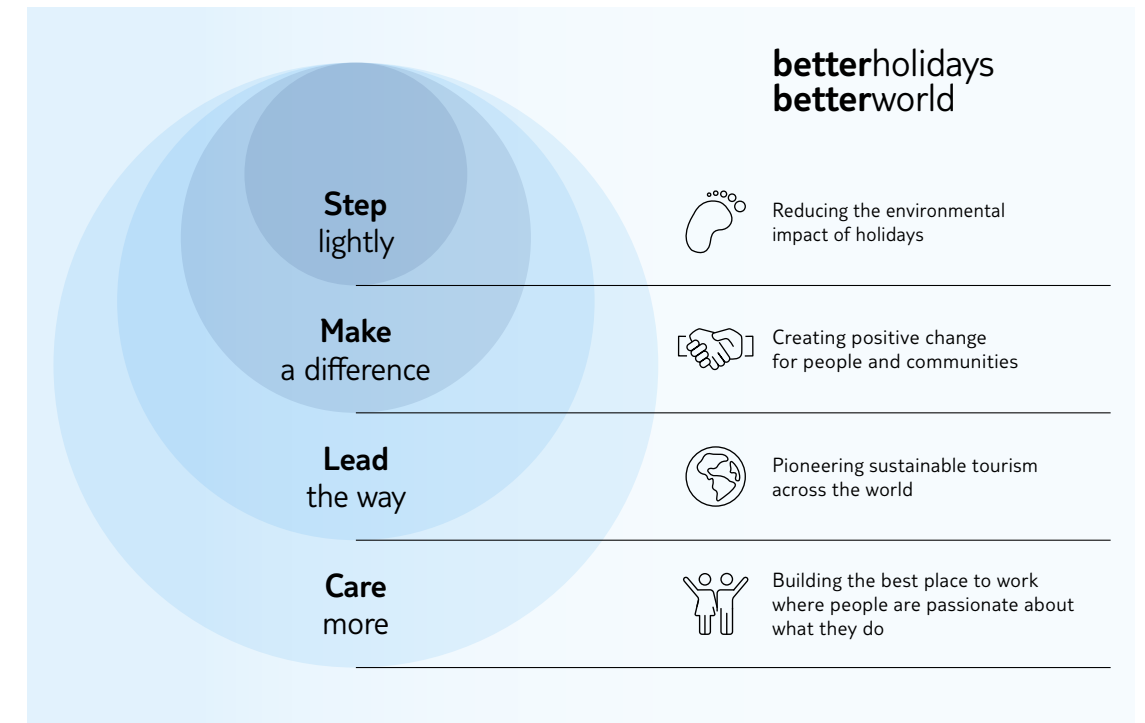 betterholidays
betterworld
Step
lightly
Reducing the environmental
impact of holidays
Make
a difference
Creating positive change
for people and communities
Lead
the way
Pioneering sustainable tourism
across the world
Care
more
Building the best place to work
where people are passionate about
what they do